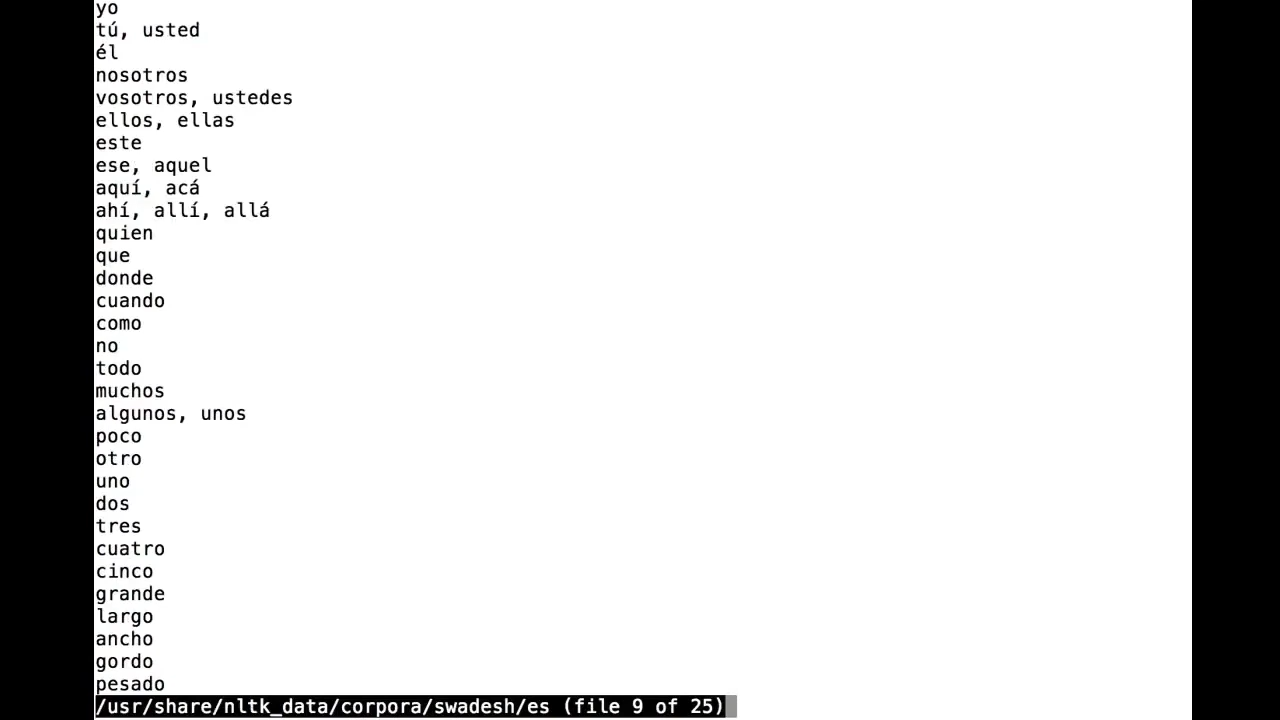 yo
tú, usted
él
nosotros
vosotros, ustedes
ellos, ellas
este
ese, aquel
aquí, acá
ahí, allí, allá
quien
que
donde
cuando
como
no
todo
muchos
algunos, unos
poco
otro
uno
dos
tres
cuatro
cinco
grande
largo
ancho
gordo
pesado
/usr/share/nltk_data/corpora/swadesh/es (file 9 of 25)